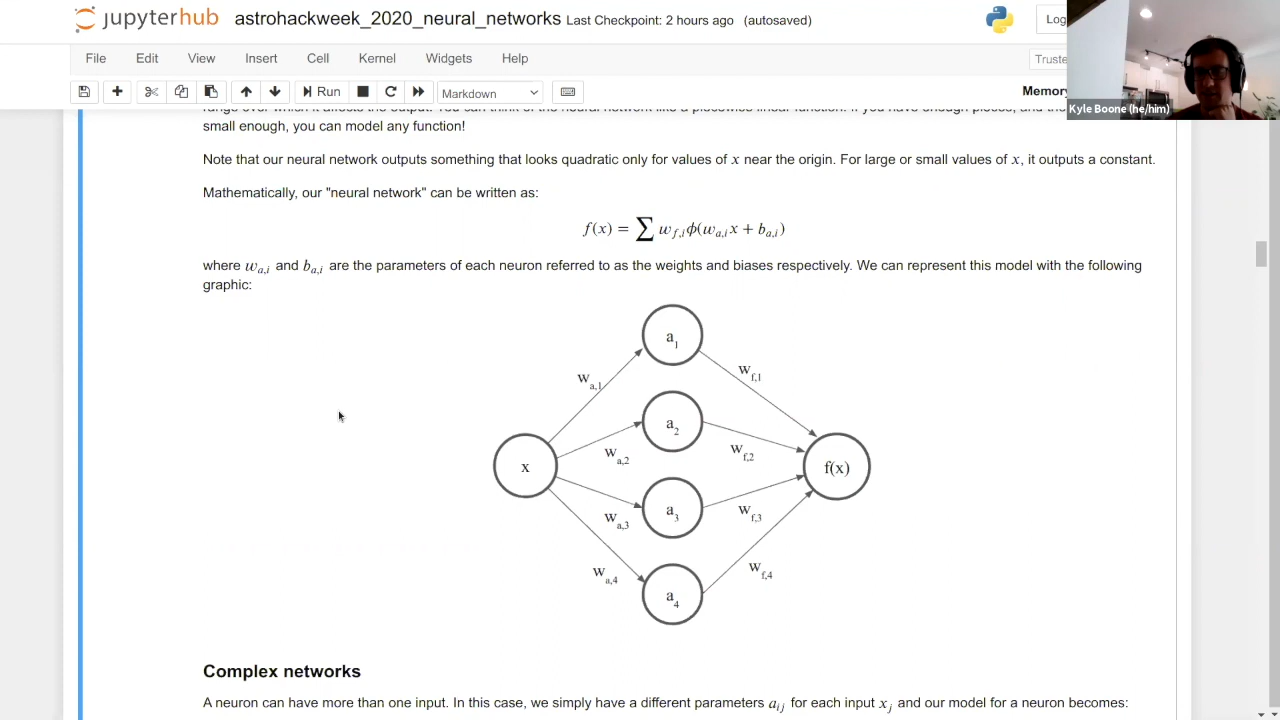 jupyterhub astrohackweek_2020_neural_networks Last Checkpoint: 2 hours ago (autosaved)
File Edit View Insert Kernel Cell Widgets Help
Run Markdown
Kyle Boone (he/him)
small enough, you can model any function!
Note that our neural network outputs something that looks quadratic only for values of x near the origin. For large or small values of x, it outputs a constant.
Mathematically, our "neural network" can be written as:
f(x) = ∑ w_{f,i}ϕ(w_{a,i}x + b_{a,i})
where w_{a,i} and b_{a,i} are the parameters of each neuron referred to as the weights and biases respectively. We can represent this model with the following
graphic:
a_1
w_{a,1} w_{f,1}
a_2
w_{a,2} w_{f,2}
x f(x)
a_3
w_{a,3} w_{f,3}
w_{a,4} w_{f,4}
a_4
Complex networks
A neuron can have more than one input. In this case, we simply have a different parameters a_{ij} for each input x_j and our model for a neuron becomes: